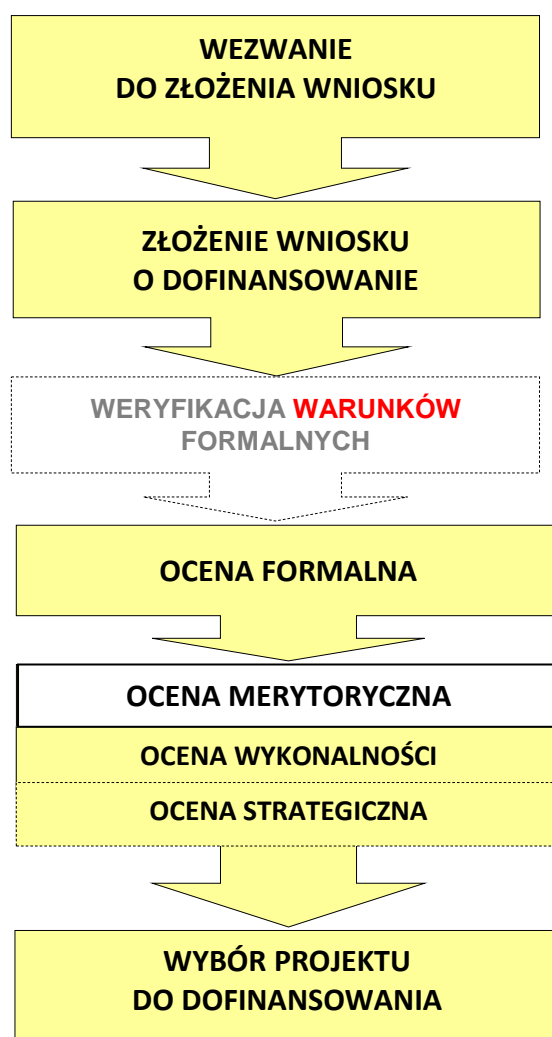 WEZWANIE
DO ZŁOŻENIA WNIOSKU
ZŁOŻENIE WNIOSKU
O DOFINANSOWANIE
WERYFIKACJA WARUNKÓW
FORMALNYCH
OCENA FORMALNA
OCENA MERYTORYCZNA
OCENA WYKONALNOŚCI
OCENA STRATEGICZNA
WYBÓR PROJEKTU
DO DOFINANSOWANIA